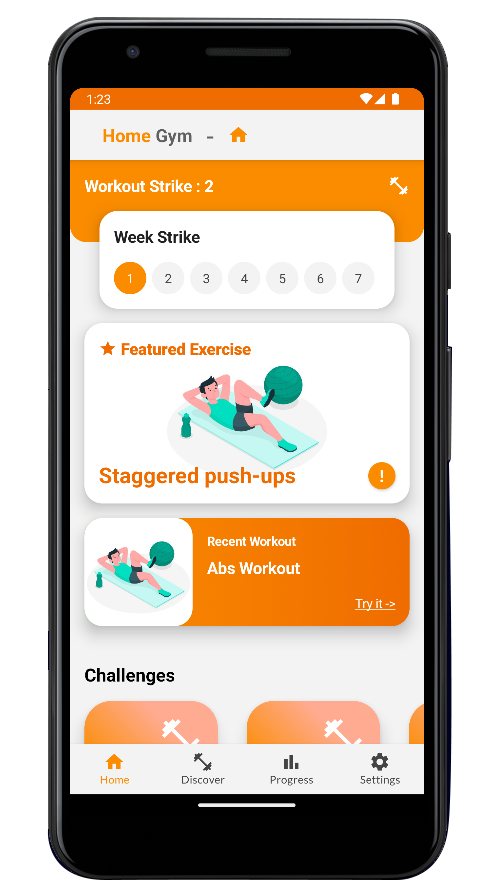 1:23
Home Gym -
Workout Strike : 2
Week Strike
1 2 3 4 5 6 7
Featured Exercise
Staggered push-ups
!
Recent Workout
Abs Workout
Try it ->
Challenges
Home Discover Progress Settings